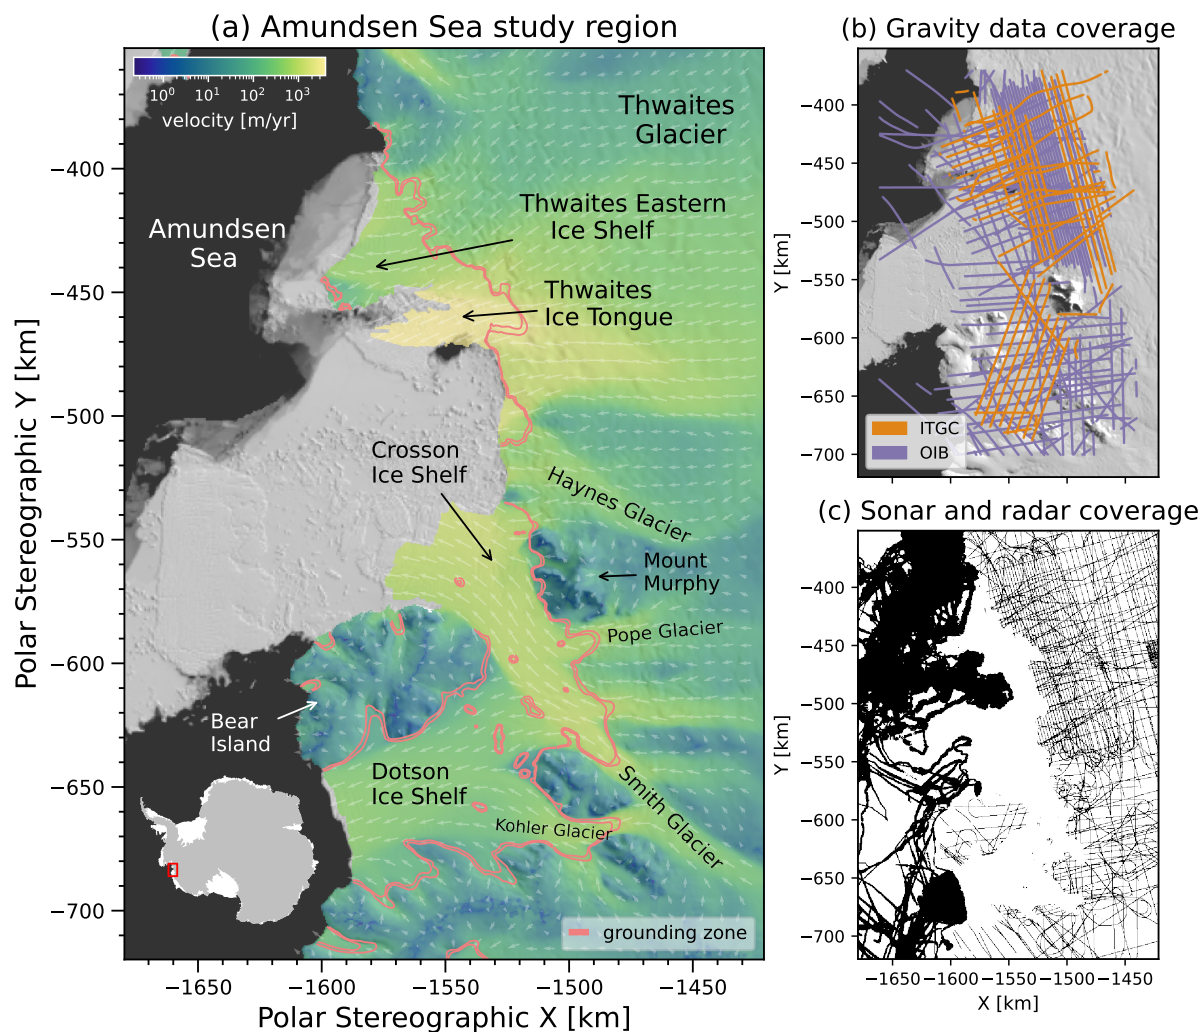 (a) Amundsen Sea study region
10⁰ 10¹ 10² 10³
velocity [m/yr]
Thwaites
Glacier
Thwaites Eastern
Ice Shelf
Amundsen
Sea
Thwaites
Ice Tongue
Crosson
Ice Shelf
Haynes Glacier
Mount
Murphy
Pope Glacier
Bear
Island
Dotson
Ice Shelf
Smith Glacier
Kohler Glacier
grounding zone
−400
−450
−500
−550
−600
−650
−700
Polar Stereographic Y [km]
−1650 −1600 −1550 −1500 −1450
Polar Stereographic X [km]
(b) Gravity data coverage
−400
−450
−500
−550
−600
−650
−700
Y [km]
ITGC
OIB
(c) Sonar and radar coverage
−400
−450
−500
−550
−600
−650
−700
Y [km]
−1650 −1600 −1550 −1500 −1450
X [km]